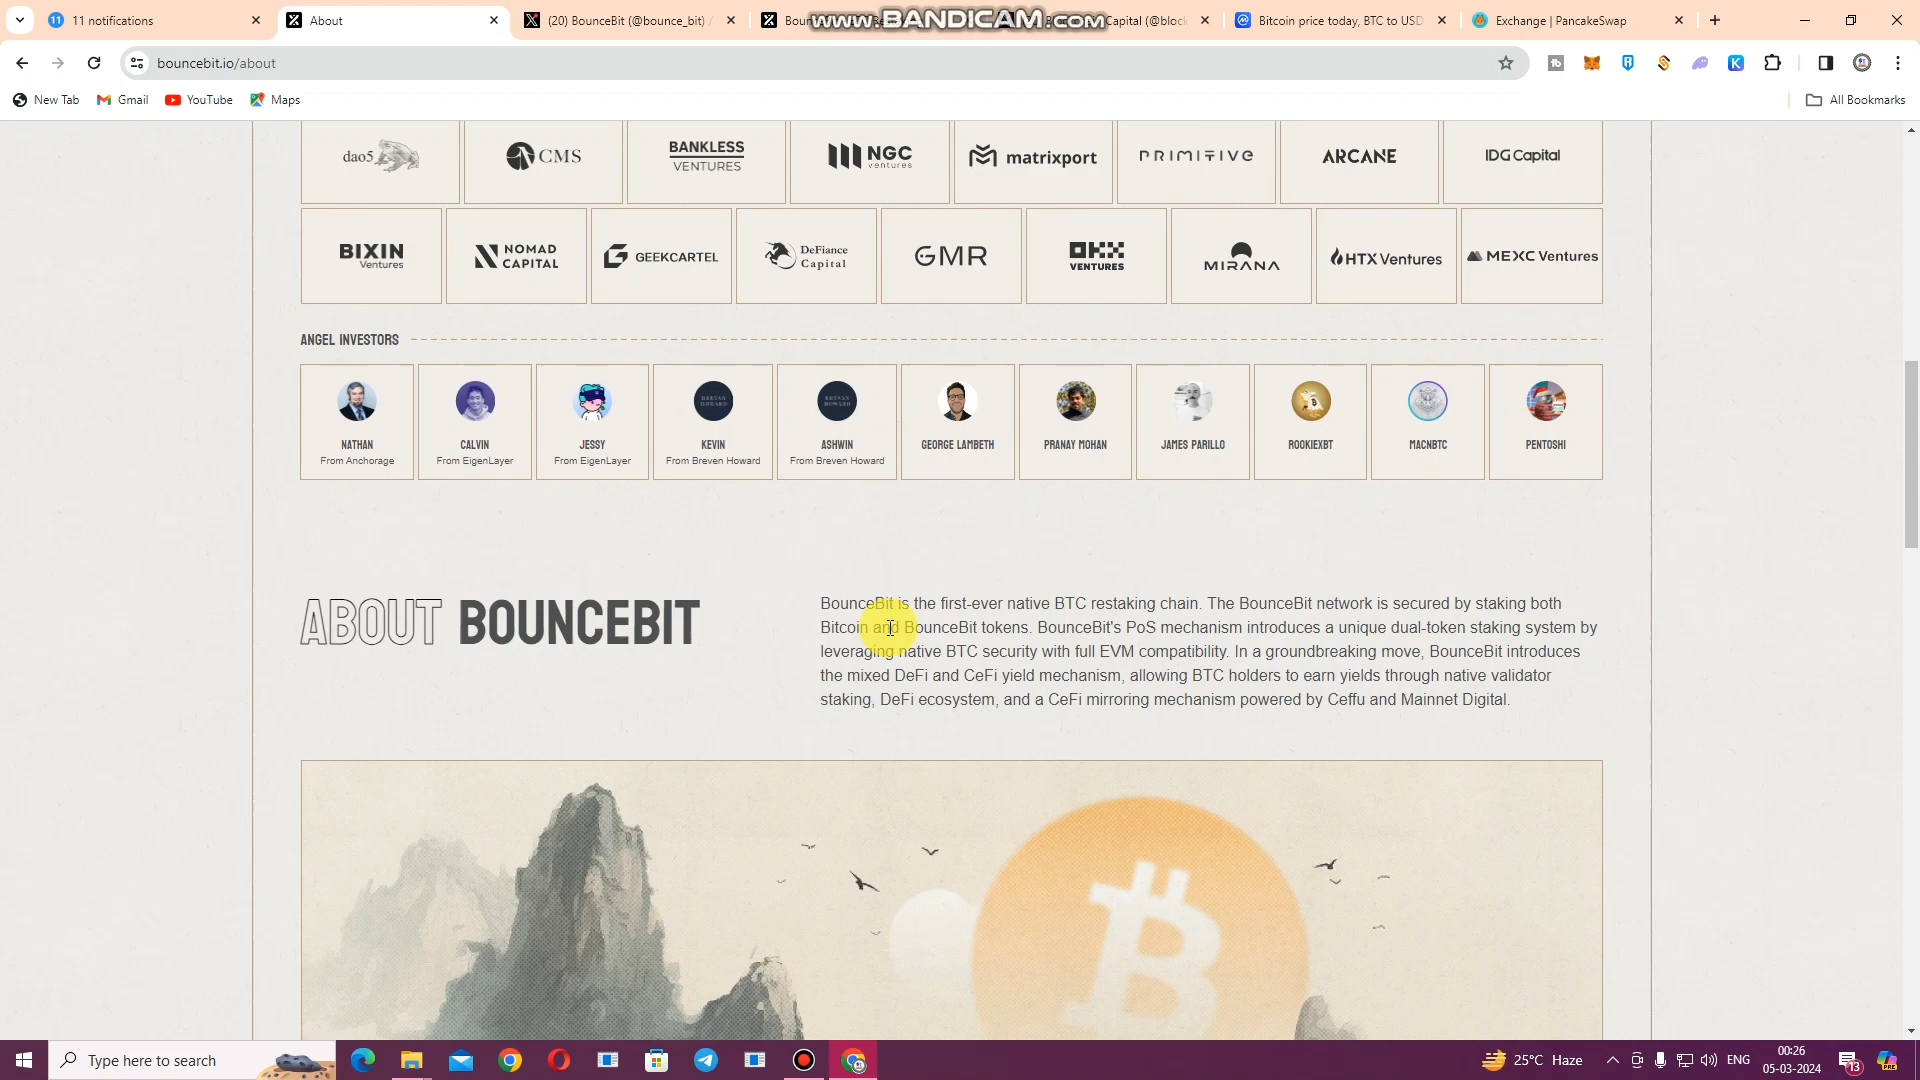 11 notifications
About
(20) BounceBit (@bounce_bit) /
Boun
Capital (@block
Bitcoin price today, BTC to USD
Exchange | PancakeSwap
www.BANDICAM.com
bouncebit.io/about
New Tab
Gmail
YouTube
Maps
All Bookmarks
dao5
CMS
BANKLESS
VENTURES
NGC
ventures
matrixport
PRIMITIVE
ARCANE
IDG Capital
BIXIN
Ventures
NOMAD
CAPITAL
GEEKCARTEL
DeFiance
Capital
GMR
OKX
VENTURES
MIRANA
HTX Ventures
MEXC Ventures
ANGEL INVESTORS
NATHAN
From Anchorage
CALVIN
From EigenLayer
JESSY
From EigenLayer
BREVAN
HOWARD
KEVIN
From Breven Howard
BREVAN
HOWARD
ASHWIN
From Breven Howard
GEORGE LAMBETH
PRANAY MOHAN
JAMES PARILLO
ROOKIEXBT
MACNBTC
PENTOSHI
ABOUT BOUNCEBIT
BounceBit is the first-ever native BTC restaking chain. The BounceBit network is secured by staking both
Bitcoin and BounceBit tokens. BounceBit's PoS mechanism introduces a unique dual-token staking system by
leveraging native BTC security with full EVM compatibility. In a groundbreaking move, BounceBit introduces
the mixed DeFi and CeFi yield mechanism, allowing BTC holders to earn yields through native validator
staking, DeFi ecosystem, and a CeFi mirroring mechanism powered by Ceffu and Mainnet Digital.
Type here to search
25°C Haze
ENG
00:26
05-03-2024
13